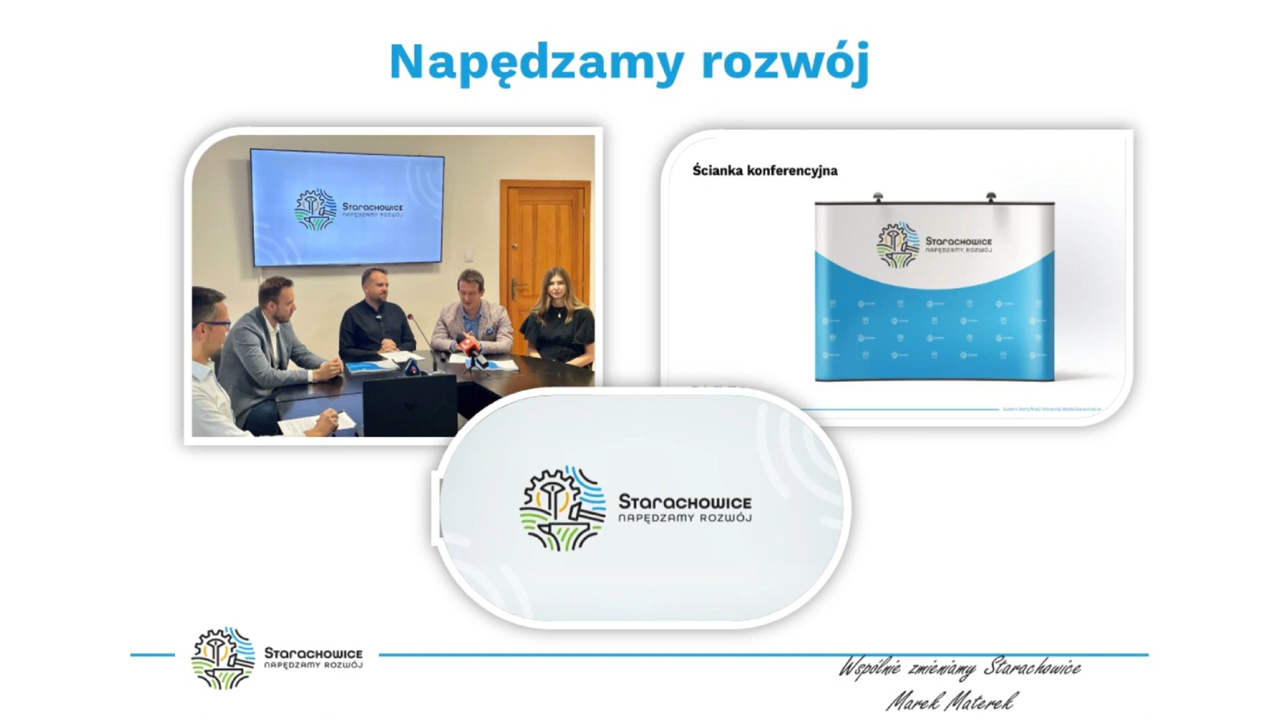 Napędzamy rozwój
STARACHOWICE
NAPĘDZAMY ROZWÓJ
Ścianka konferencyjna
STARACHOWICE
NAPĘDZAMY ROZWÓJ
STARACHOWICE
NAPĘDZAMY ROZWÓJ
STARACHOWICE
NAPĘDZAMY ROZWÓJ
Wspólnie zmieniamy Starachowice
Marek Materek